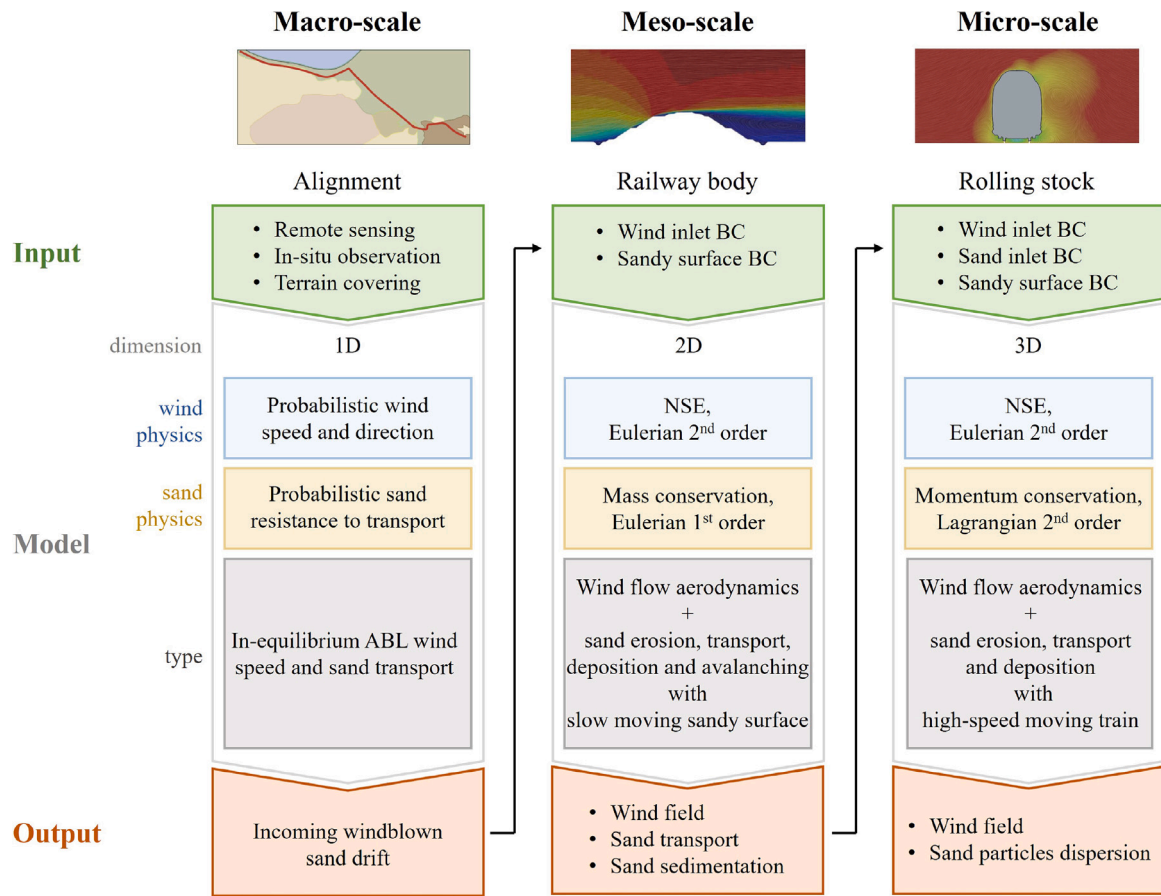 Macro-scale
Meso-scale
Micro-scale
Alignment
Railway body
Rolling stock
Input
• Remote sensing
• In-situ observation
• Terrain covering
• Wind inlet BC
• Sandy surface BC
• Wind inlet BC
• Sand inlet BC
• Sandy surface BC
Model
dimension
1D
2D
3D
wind
physics
Probabilistic wind
speed and direction
NSE,
Eulerian 2nd order
NSE,
Eulerian 2nd order
sand
physics
Probabilistic sand
resistance to transport
Mass conservation,
Eulerian 1st order
Momentum conservation,
Lagrangian 2nd order
type
In-equilibrium ABL wind
speed and sand transport
Wind flow aerodynamics
+
sand erosion, transport,
deposition and avalanching
with
slow moving sandy surface
Wind flow aerodynamics
+
sand erosion, transport
and deposition
with
high-speed moving train
Output
Incoming windblown
sand drift
• Wind field
• Sand transport
• Sand sedimentation
• Wind field
• Sand particles dispersion